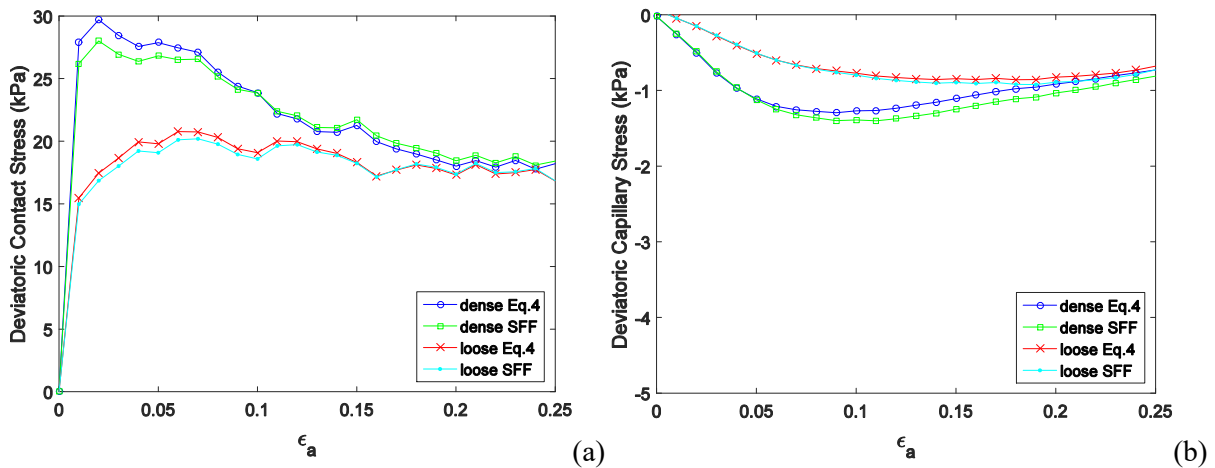 Deviatoric Contact Stress (kPa)
30
25
20
15
10
5
0
0 0.05 0.1 0.15 0.2 0.25
ϵa
dense Eq.4
dense SFF
loose Eq.4
loose SFF
(a)
Deviatoric Capillary Stress (kPa)
0
-1
-2
-3
-4
-5
0 0.05 0.1 0.15 0.2 0.25
ϵa
dense Eq.4
dense SFF
loose Eq.4
loose SFF
(b)